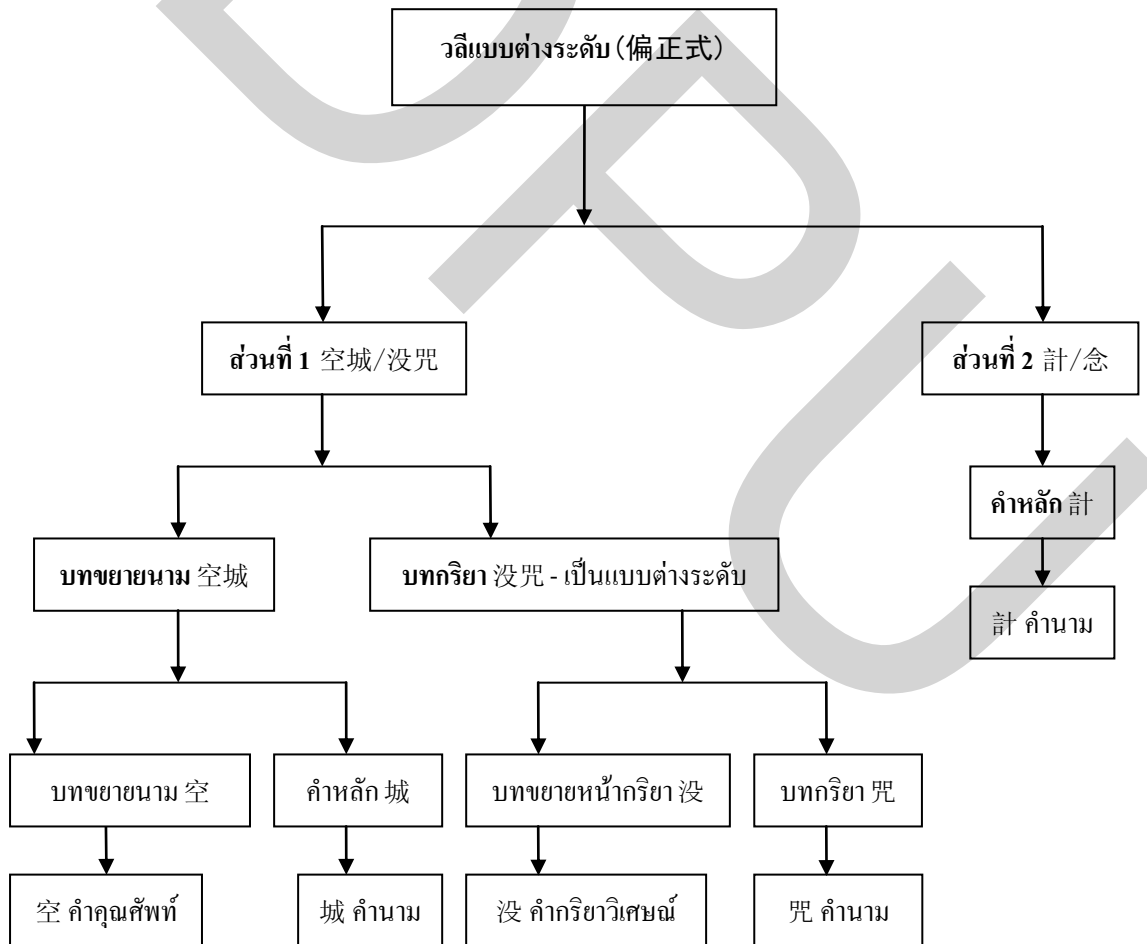 วลีแบบต่างระดับ(偏正式)
ส่วนที่ 1 空城/没咒
ส่วนที่ 2 計/念
คำหลัก 計
บทขยายนาม 空城
บทกริยา 没咒 - เป็นแบบต่างระดับ
計 คำนาม
บทขยายนาม 空
คำหลัก 城
บทขยายหน้ากริยา 没
บทกริยา 咒
空 คำคุณศัพท์
城 คำนาม
没 คำกริยาวิเศษณ์
咒 คำนาม